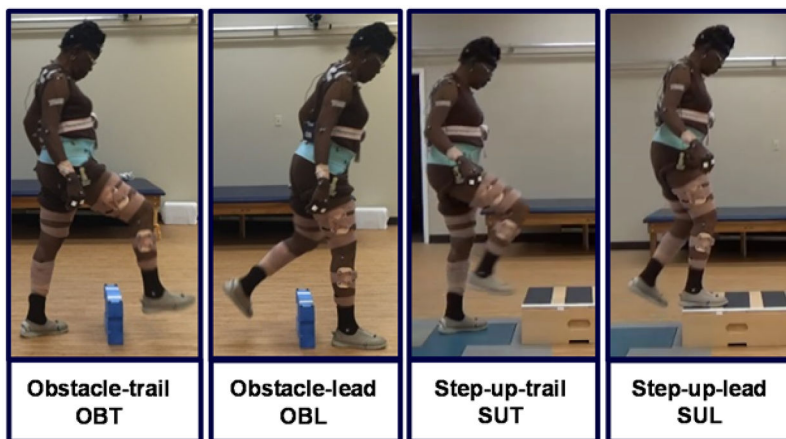 Obstacle-trail
OBT
Obstacle-lead
OBL
Step-up-trail
SUT
Step-up-lead
SUL